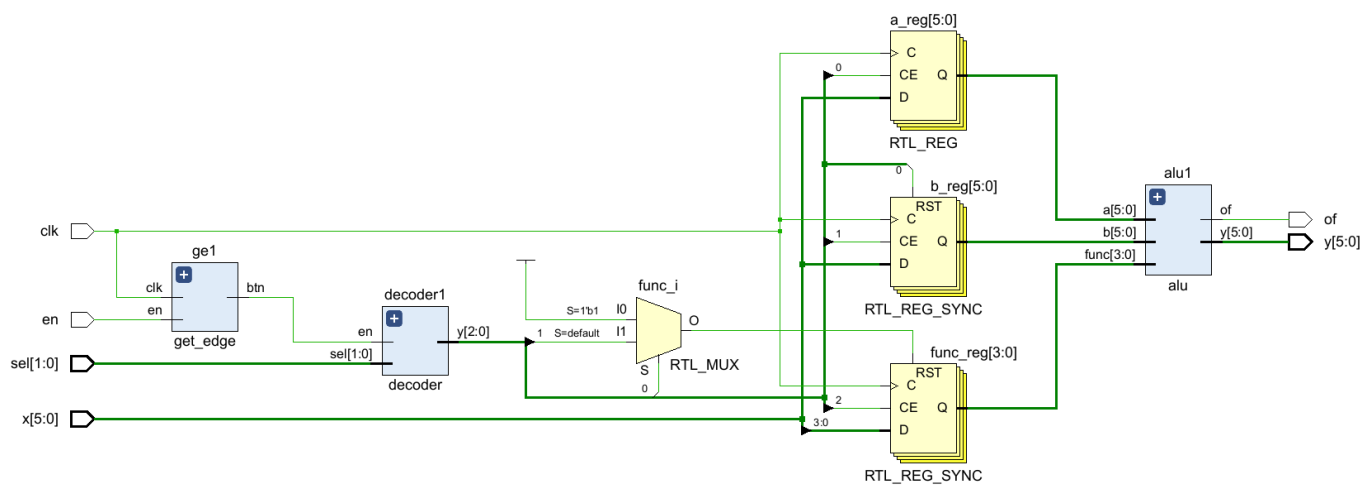 a_reg[5:0]
C
0
CE
Q
D
RTL_REG
0
b_reg[5:0]
RST
C
1
CE
Q
D
RTL_REG_SYNC
alu1
a[5:0]
of
of
b[5:0]
y[5:0]
y[5:0]
func[3:0]
alu
clk
ge1
clk
btn
en
en
get_edge
decoder1
en
y[2:0]
sel[1:0]
sel[1:0]
decoder
x[5:0]
func_i
S=1'b1
I0
O
1
S=default
I1
S
RTL_MUX
0
func_reg[3:0]
RST
C
2
CE
Q
3:0
D
RTL_REG_SYNC